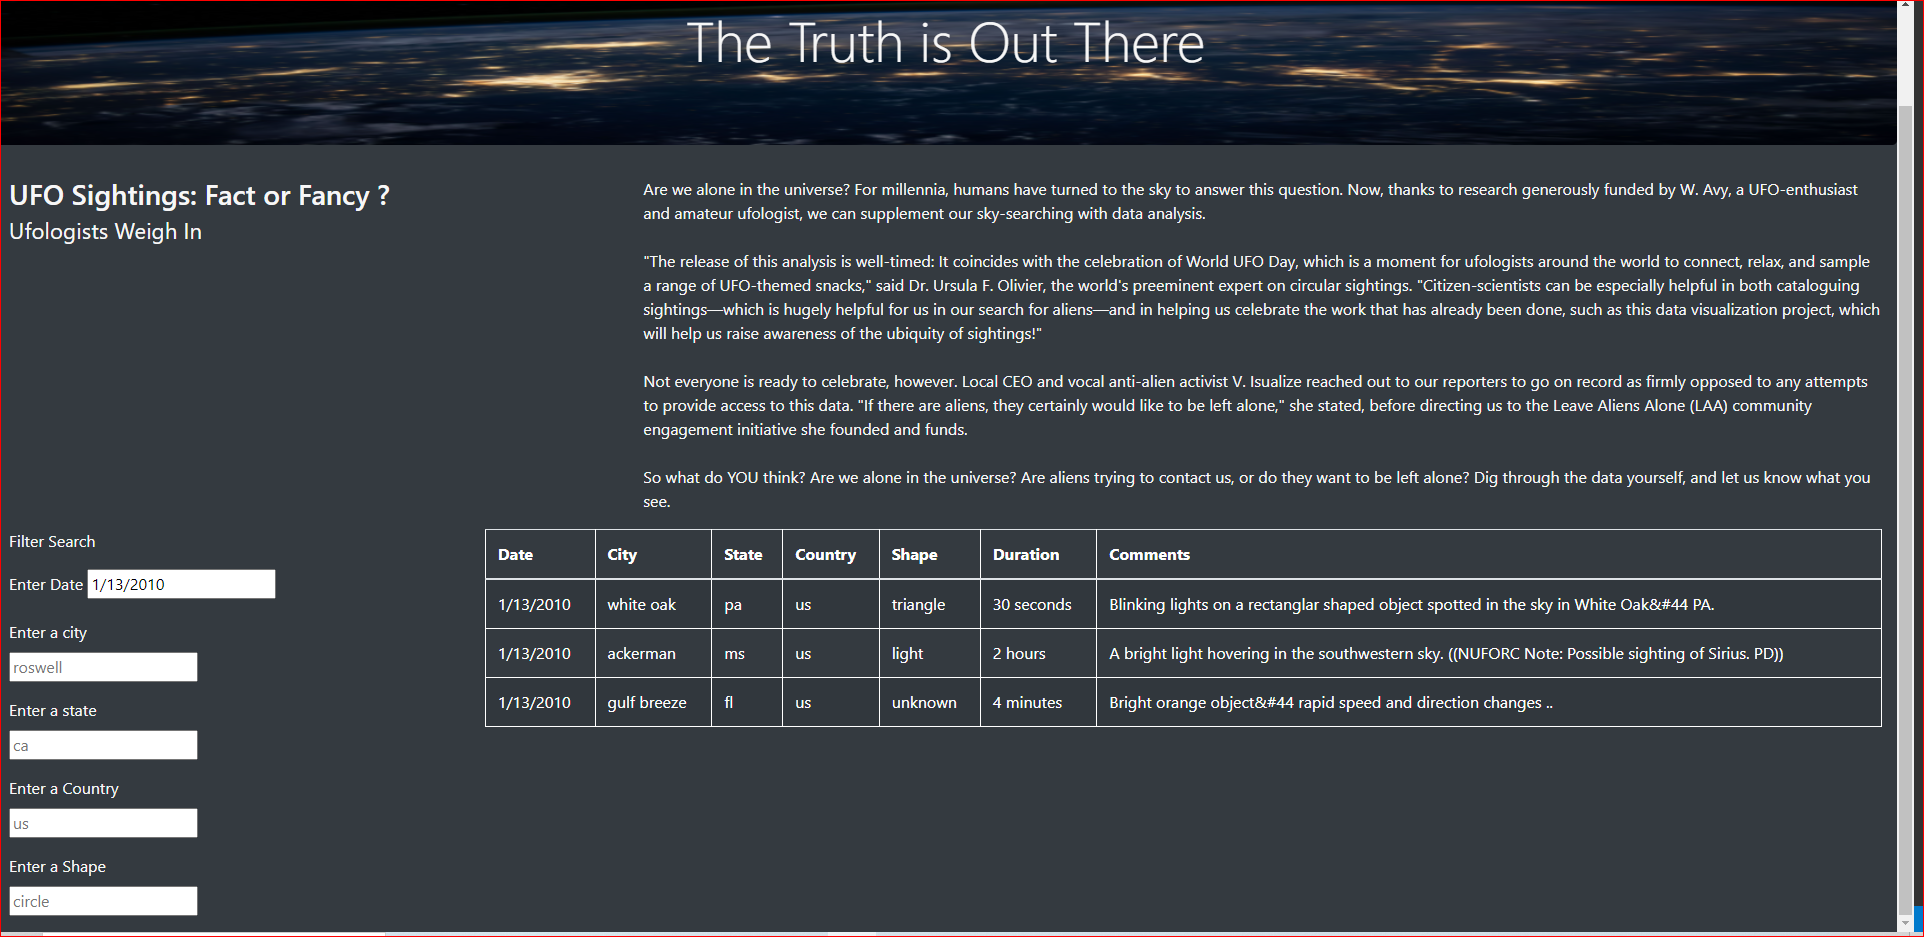 The Truth is Out There
UFO Sightings: Fact or Fancy ?
Ufologists Weigh In
Are we alone in the universe? For millennia, humans have turned to the sky to answer this question. Now, thanks to research generously funded by W. Avy, a UFO-enthusiast
and amateur ufologist, we can supplement our sky-searching with data analysis.
"The release of this analysis is well-timed: It coincides with the celebration of World UFO Day, which is a moment for ufologists around the world to connect, relax, and sample
a range of UFO-themed snacks," said Dr. Ursula F. Olivier, the world's preeminent expert on circular sightings. "Citizen-scientists can be especially helpful in both cataloguing
sightings—which is hugely helpful for us in our search for aliens—and in helping us celebrate the work that has already been done, such as this data visualization project, which
will help us raise awareness of the ubiquity of sightings!"
Not everyone is ready to celebrate, however. Local CEO and vocal anti-alien activist V. Isualize reached out to our reporters to go on record as firmly opposed to any attempts
to provide access to this data. "If there are aliens, they certainly would like to be left alone," she stated, before directing us to the Leave Aliens Alone (LAA) community
engagement initiative she founded and funds.
So what do YOU think? Are we alone in the universe? Are aliens trying to contact us, or do they want to be left alone? Dig through the data yourself, and let us know what you
see.
Filter Search
Enter Date 1/13/2010
Enter a city
roswell
Enter a state
ca
Enter a Country
us
Enter a Shape
circle
Date City State Country Shape Duration Comments
1/13/2010 white oak pa us triangle 30 seconds Blinking lights on a rectanglar shaped object spotted in the sky in White Oak&#44 PA.
1/13/2010 ackerman ms us light 2 hours A bright light hovering in the southwestern sky. ((NUFORC Note: Possible sighting of Sirius. PD))
1/13/2010 gulf breeze fl us unknown 4 minutes Bright orange object&#44 rapid speed and direction changes ..